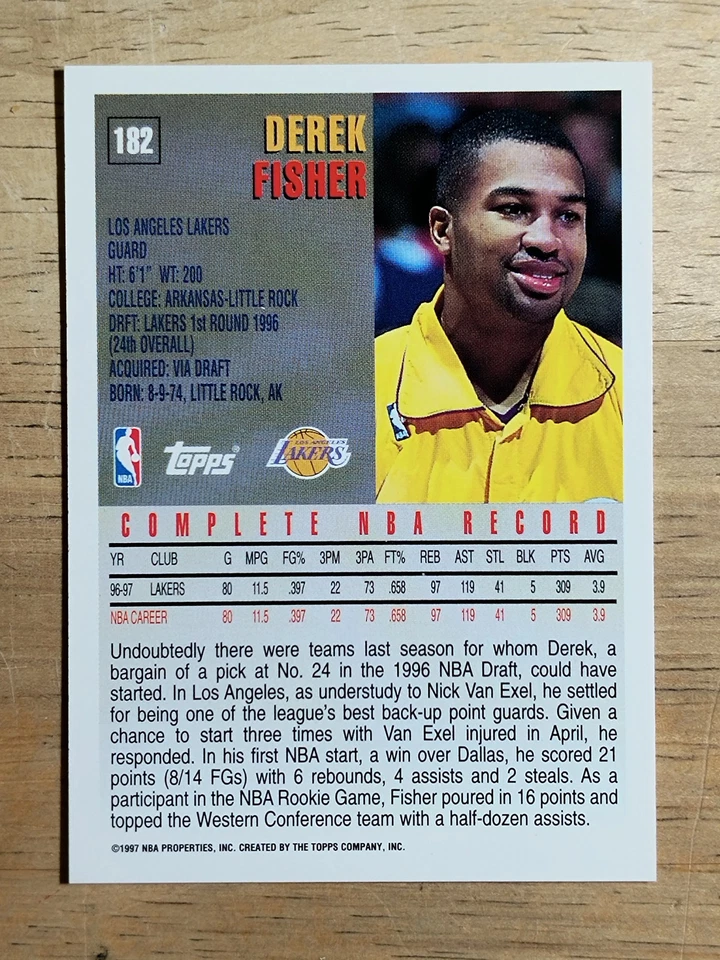 182
DEREK
FISHER
LOS ANGELES LAKERS
GUARD
HT: 6'1" WT: 200
COLLEGE: ARKANSAS-LITTLE ROCK
DRFT: LAKERS 1st ROUND 1996
(24th OVERALL)
ACQUIRED: VIA DRAFT
BORN: 8-9-74, LITTLE ROCK, AK
NBA
NBA
Topps®
LOS ANGELES
LAKERS
COMPLETE NBA RECORD
YR CLUB G MPG FG% 3PM 3PA FT% REB AST STL BLK PTS AVG
96-97 LAKERS 80 11.5 .397 22 73 .658 97 119 41 5 309 3.9
NBA CAREER 80 11.5 .397 22 73 .658 97 119 41 5 309 3.9
Undoubtedly there were teams last season for whom Derek, a
bargain of a pick at No. 24 in the 1996 NBA Draft, could have
started. In Los Angeles, as understudy to Nick Van Exel, he settled
for being one of the league's best back-up point guards. Given a
chance to start three times with Van Exel injured in April, he
responded. In his first NBA start, a win over Dallas, he scored 21
points (8/14 FGs) with 6 rebounds, 4 assists and 2 steals. As a
participant in the NBA Rookie Game, Fisher poured in 16 points and
topped the Western Conference team with a half-dozen assists.
©1997 NBA PROPERTIES, INC. CREATED BY THE TOPPS COMPANY, INC.